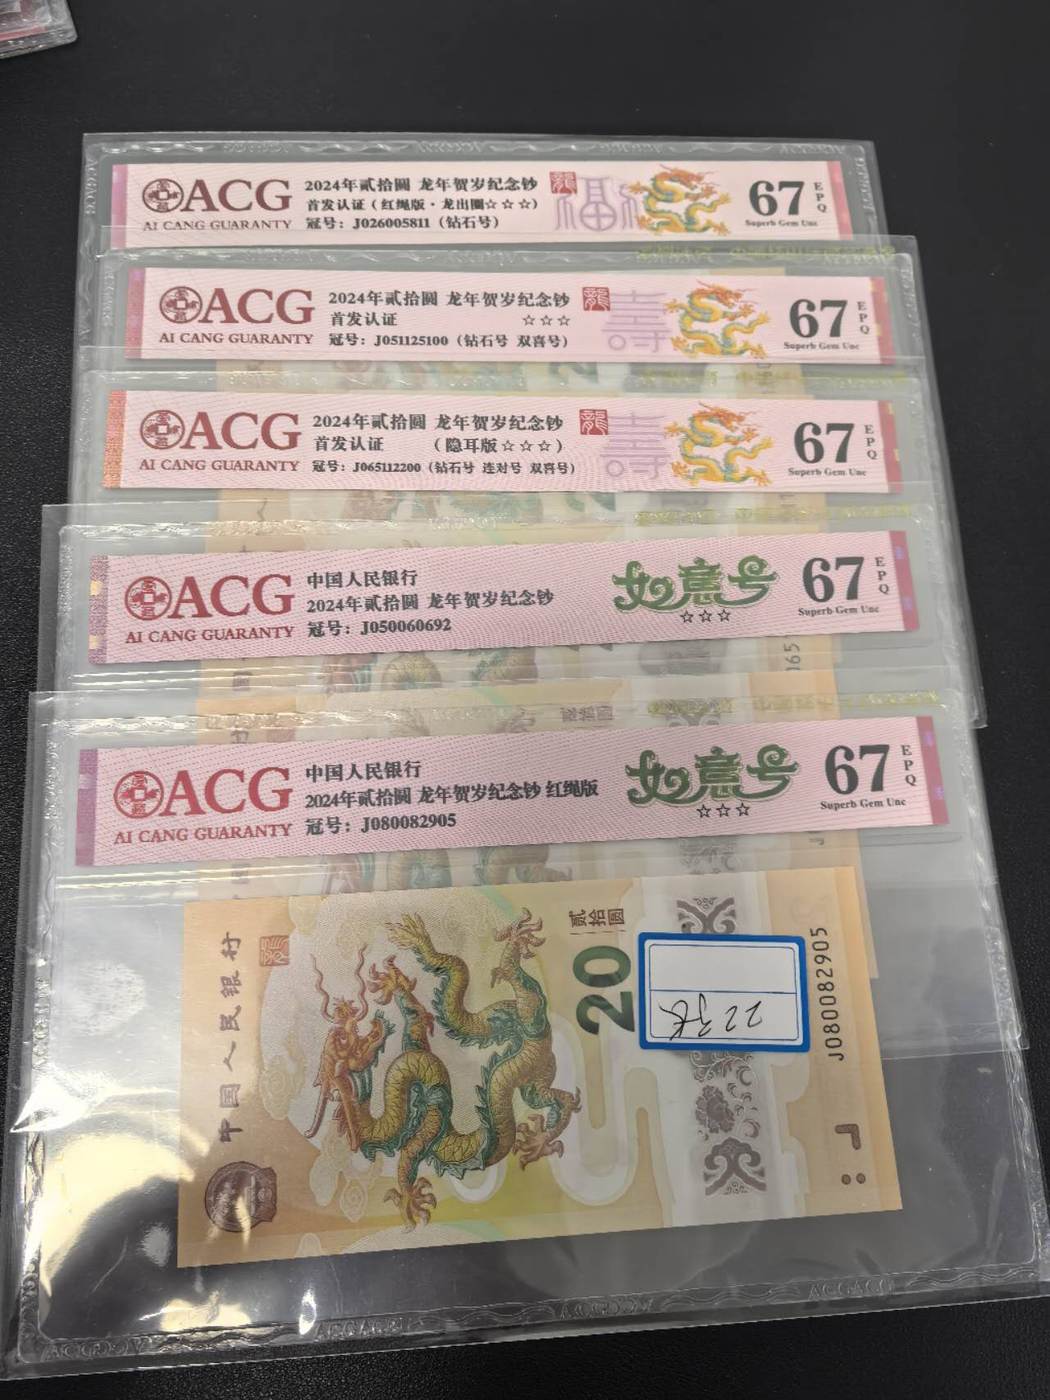 ACG
AI CANG GUARANTY
2024年贰拾圆 龙年贺岁纪念钞
首发认证（红绳版·龙出圈☆☆☆）
冠号：J026005811（钻石号）
龍
福
67
EPQ
Superb Gem Unc
ACG
AI CANG GUARANTY
2024年贰拾圆 龙年贺岁纪念钞
首发认证 ☆☆☆
冠号：J051125100（钻石号 双喜号）
龍
壽
67
EPQ
Superb Gem Unc
ACG
AI CANG GUARANTY
2024年贰拾圆 龙年贺岁纪念钞
首发认证 （隐耳版☆☆☆）
冠号：J065112200（钻石号 连对号 双喜号）
龍
壽
67
EPQ
Superb Gem Unc
ACG
AI CANG GUARANTY
中国人民银行
2024年贰拾圆 龙年贺岁纪念钞
冠号：J050060692
如意号
☆☆☆
67
EPQ
Superb Gem Unc
ACG
AI CANG GUARANTY
中国人民银行
2024年贰拾圆 龙年贺岁纪念钞 红绳版
冠号：J080082905
如意号
☆☆☆
67
EPQ
Superb Gem Unc
中国人民银行
贰拾圆
20
22张
J080082905